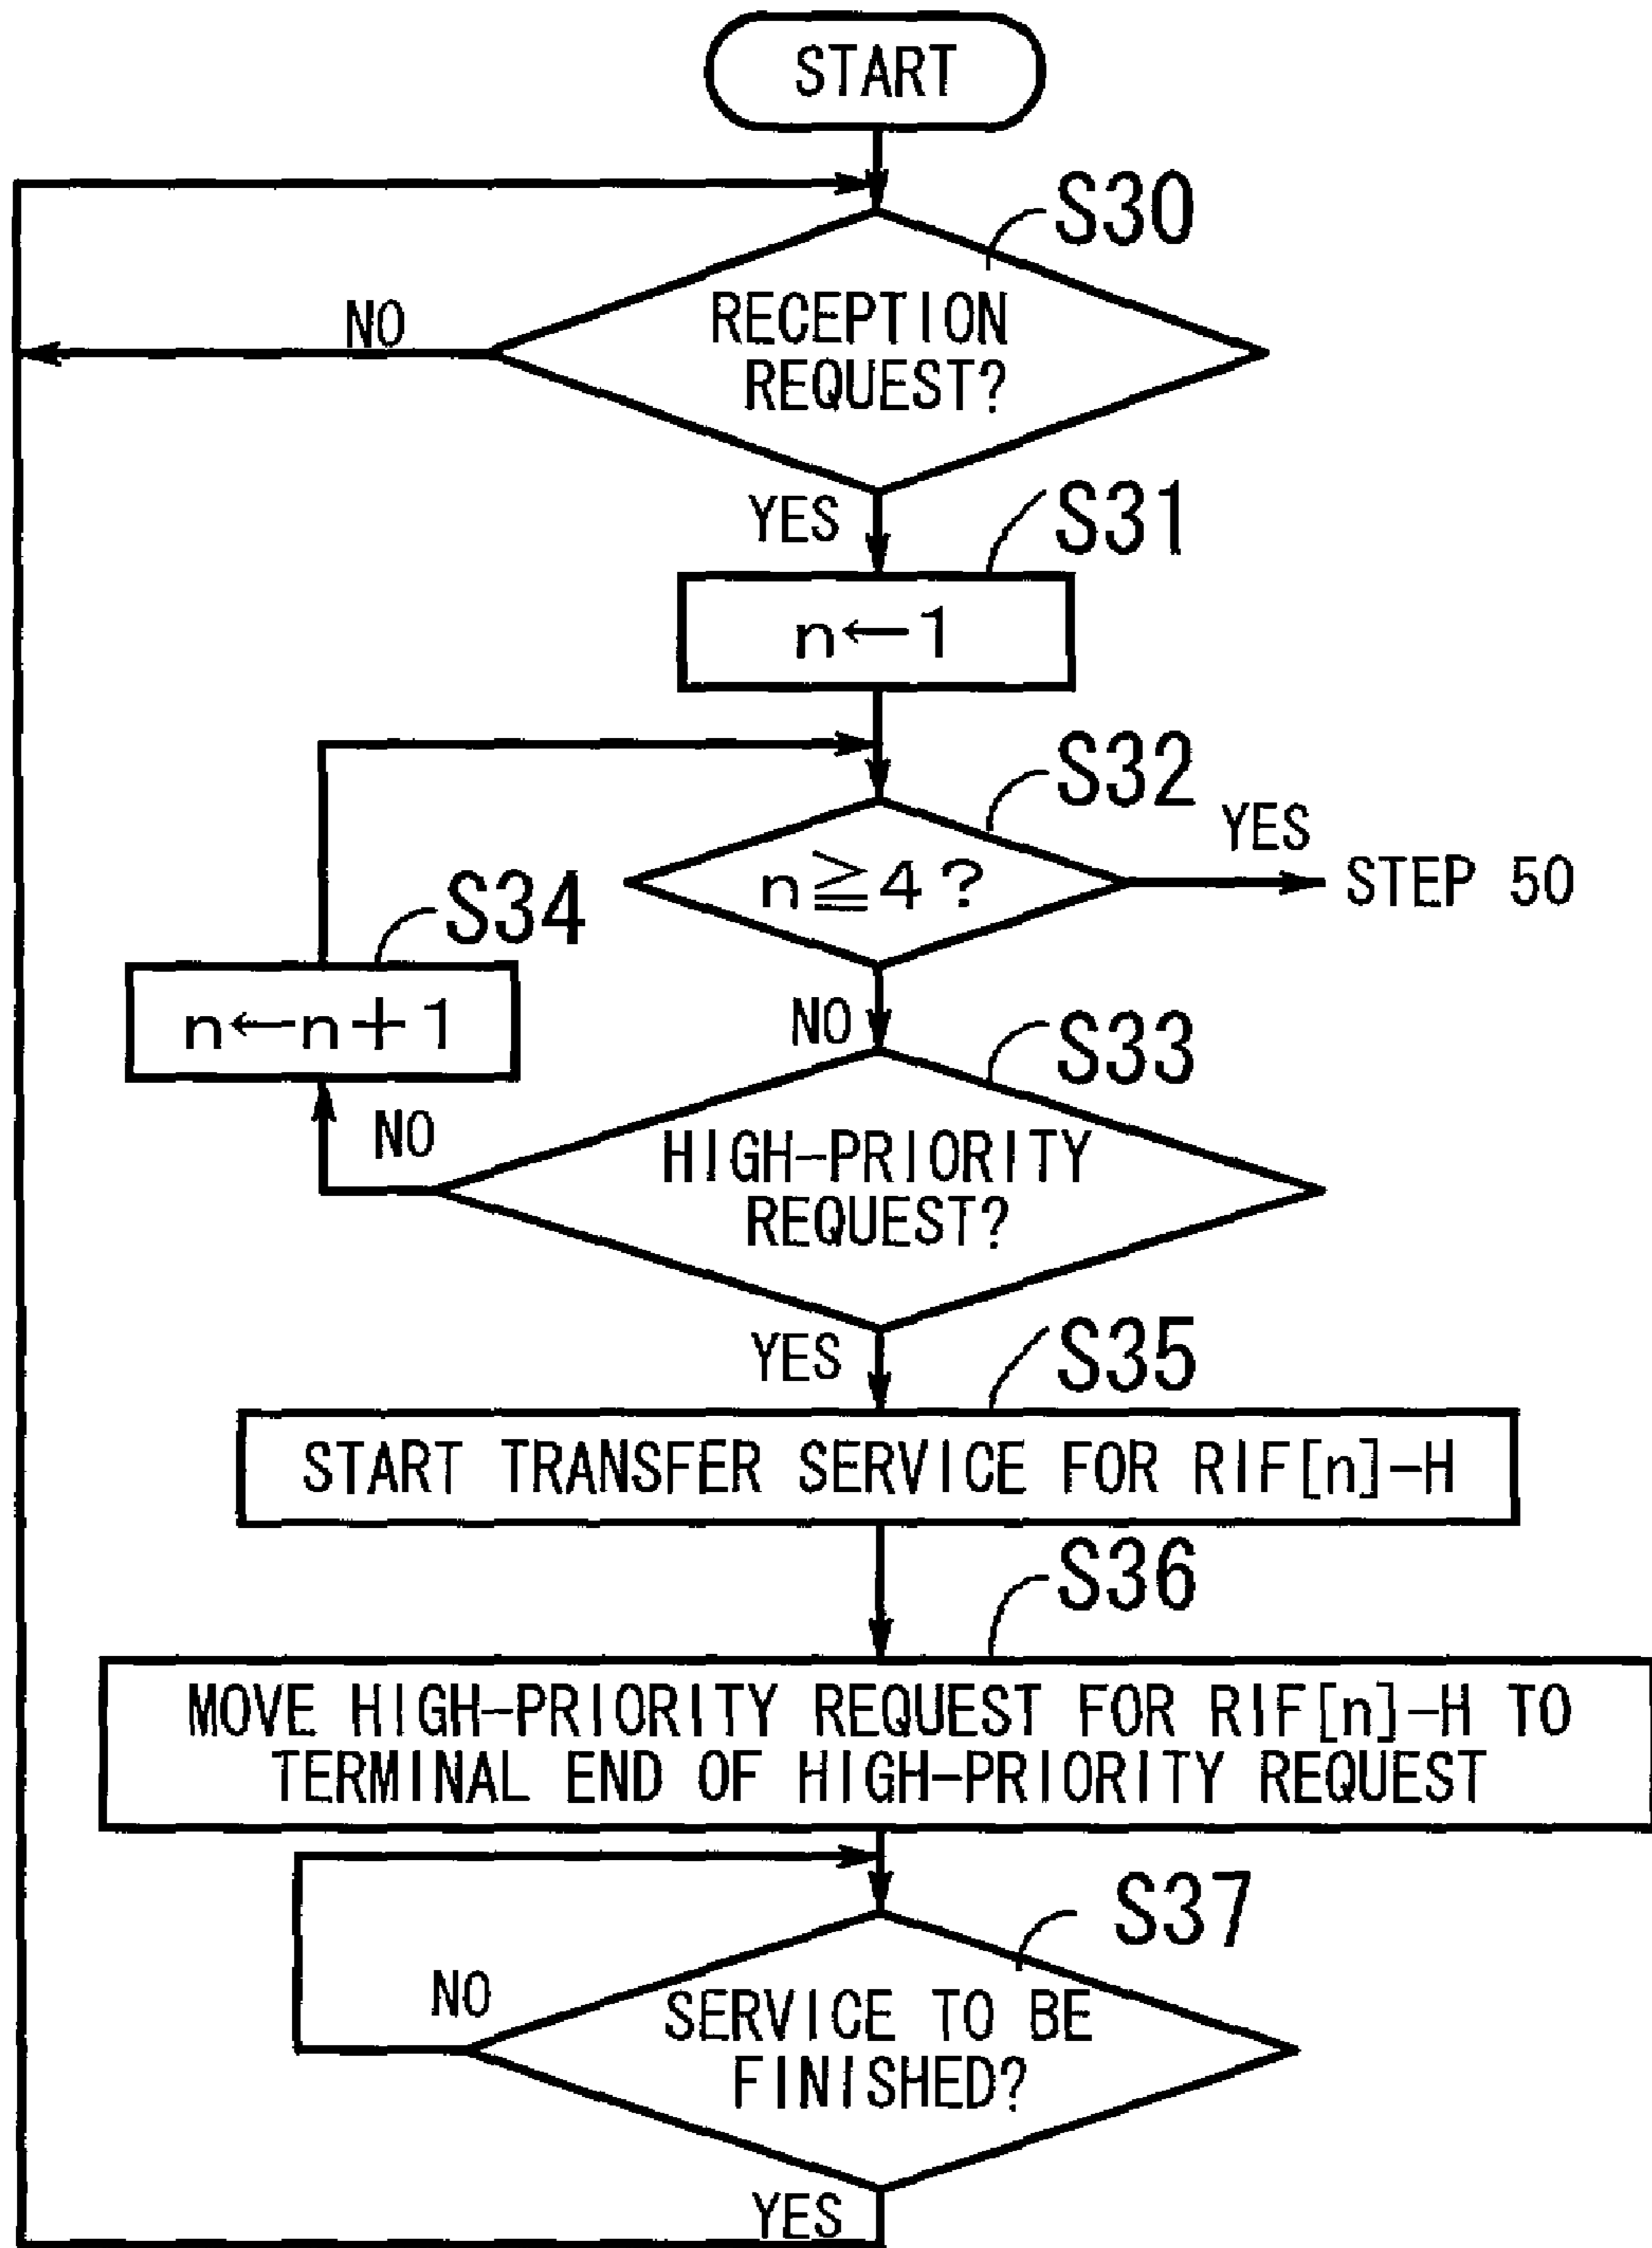 START
S30
NO
RECEPTION
REQUEST?
YES
S31
n←1
S32
YES
n≧4?
STEP 50
S34
n←n+1
NO
S33
NO
HIGH-PRIORITY
REQUEST?
YES
S35
START TRANSFER SERVICE FOR RIF[n]-H
S36
MOVE HIGH-PRIORITY REQUEST FOR RIF[n]-H TO
TERMINAL END OF HIGH-PRIORITY REQUEST
S37
NO
SERVICE TO BE
FINISHED?
YES